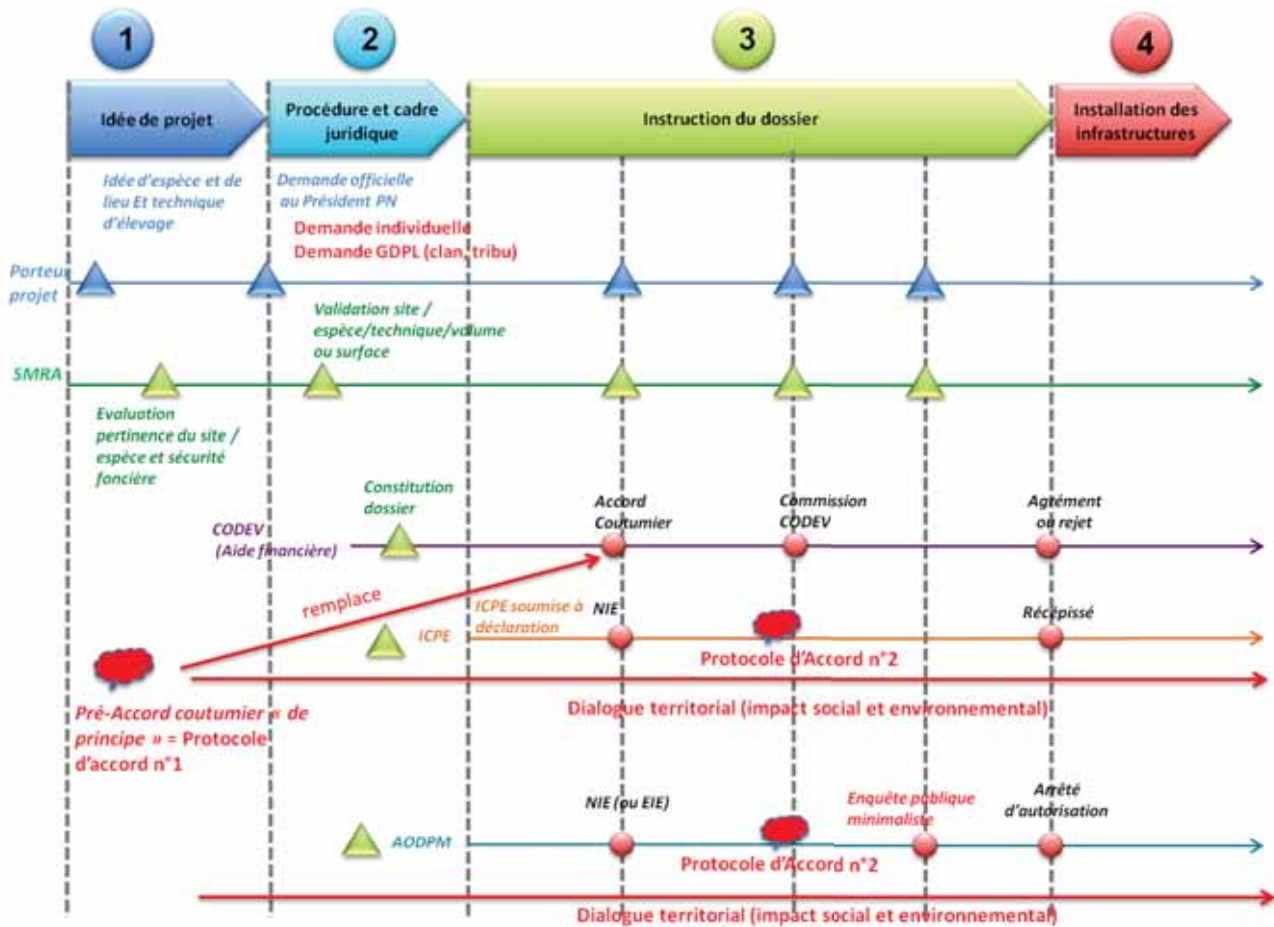 1
2
3
4
Idée de projet
Procédure et cadre
juridique
Instruction du dossier
Installation des
infrastructures
Idée d'espèce et de
lieu Et technique
d'élevage
Demande officielle
au Président PN
Demande individuelle
Demande GDPL (clan, tribu)
Porteur
projet
Validation site /
espèce/technique/volume
ou surface
SMRA
Evaluation
pertinence du site /
espèce et sécurité
foncière
Constitution
dossier
Accord
Coutumier
Commission
CODEV
Agrément
ou rejet
CODEV
(Aide financière)
remplace
ICPE
ICPE soumise à
déclaration
NIE
Récépissé
Protocole d'Accord n°2
Dialogue territorial (impact social et environnemental)
Pré-Accord coutumier « de
principe » = Protocole
d'accord n°1
NIE (ou EIE)
Enquête publique
minimaliste
Arrêté
d'autorisation
AODPM
Protocole d'Accord n°2
Dialogue territorial (impact social et environnemental)